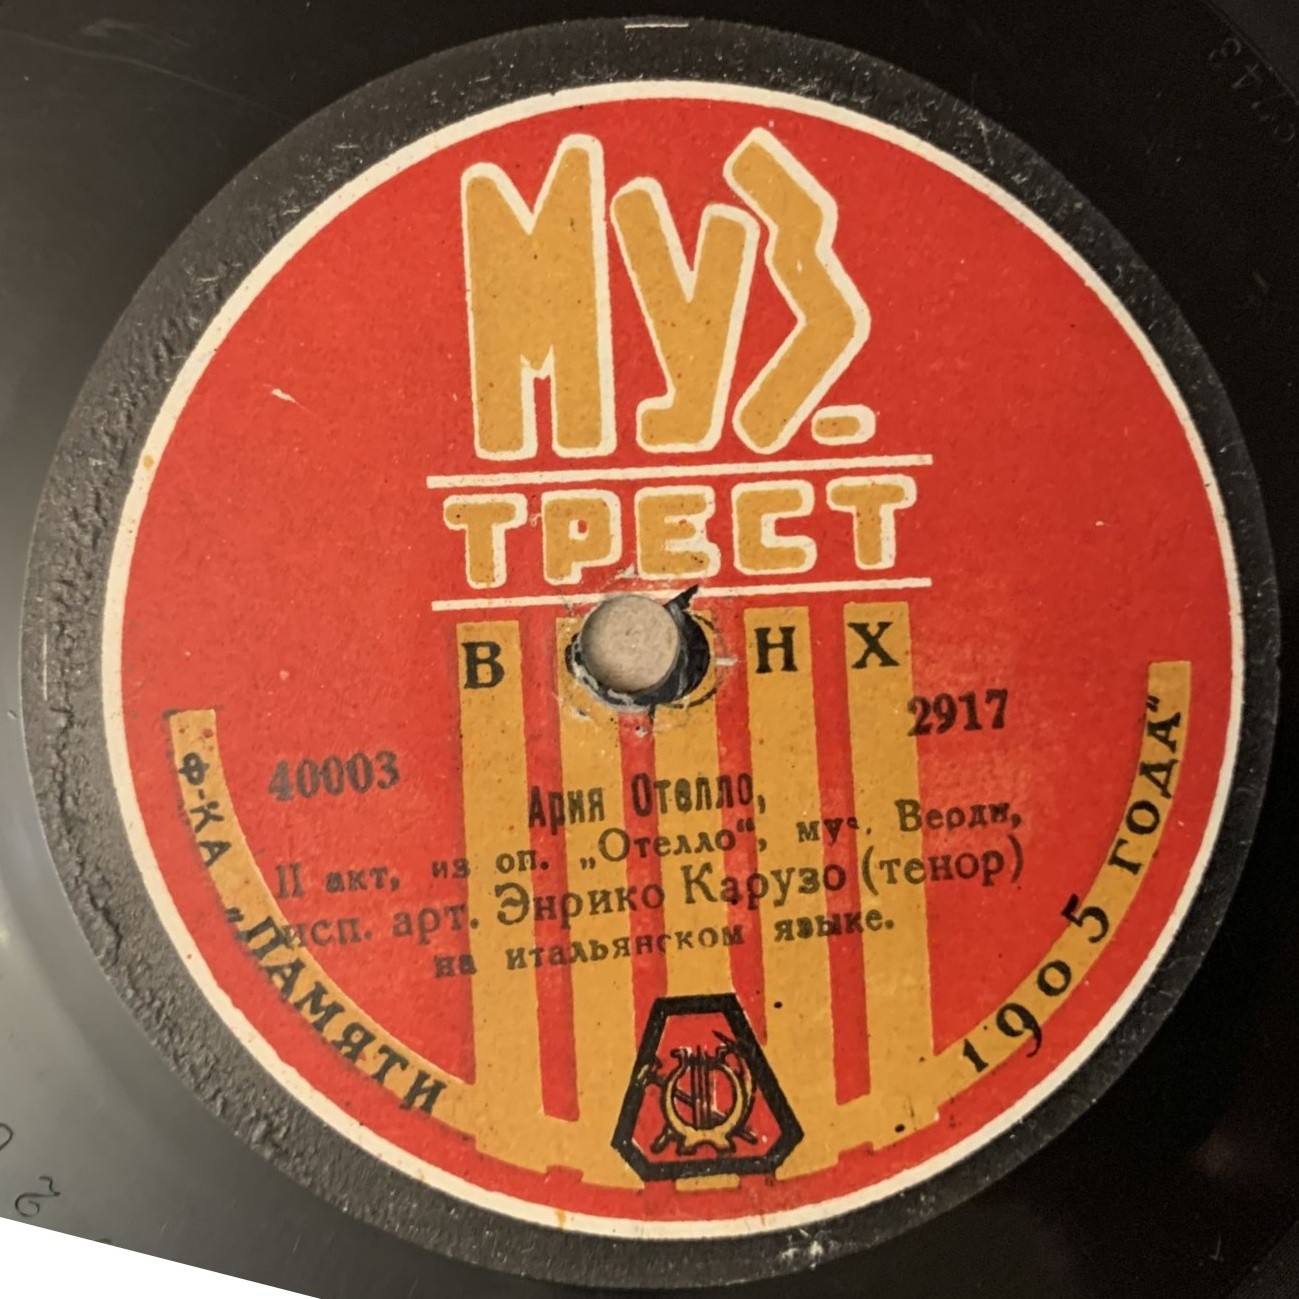 Муз.
ТРЕСТ
В Н Х
2917
40003
Ария Отелло,
II акт, из оп. „Отелло“, муз. Верди,
исп. арт. Энрико Карузо (тенор)
на итальянском языке.
Ф-КА „ПАМЯТИ 1905 ГОДА“